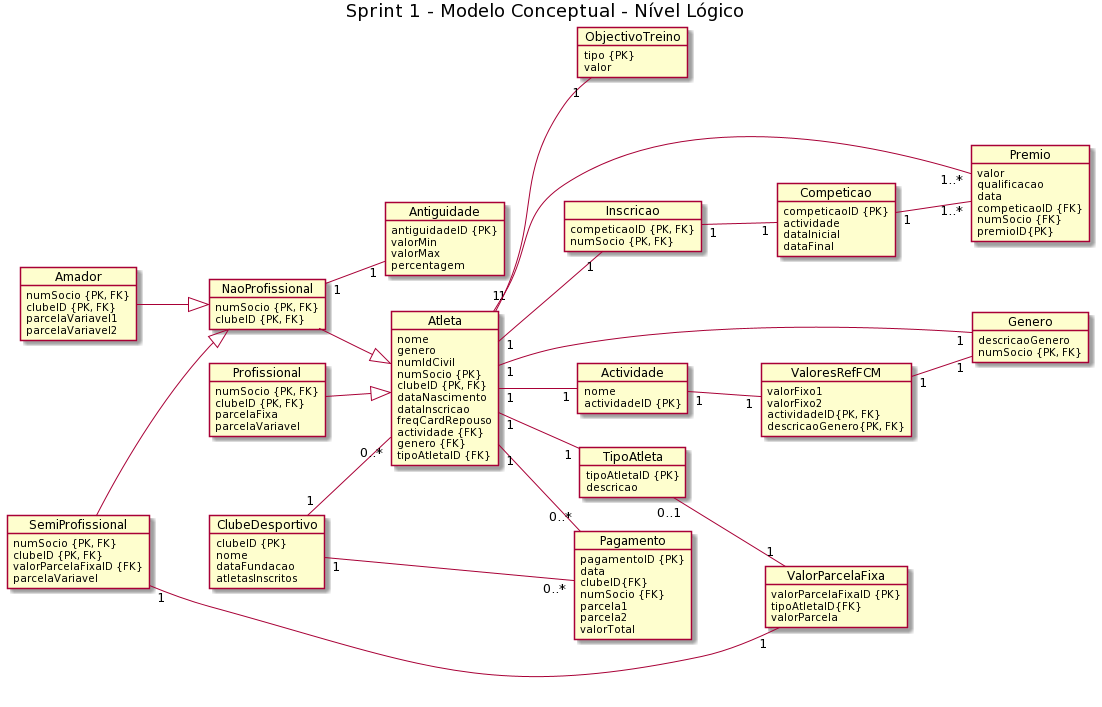 Sprint 1 - Modelo Conceptual - Nível Lógico
ObjectivoTreino
tipo {PK}
valor
1
Premio
valor
qualificacao
data
competicaoID {FK}
numSocio {FK}
premioID{PK}
1..*
1..*
Competicao
competicaoID {PK}
actividade
dataInicial
dataFinal
1
1
Inscricao
competicaoID {PK, FK}
numSocio {PK, FK}
1
1
Antiguidade
antiguidadeID {PK}
valorMin
valorMax
percentagem
1
Amador
numSocio {PK, FK}
clubeID {PK, FK}
parcelaVariavel1
parcelaVariavel2
NaoProfissional
numSocio {PK, FK}
clubeID {PK, FK}
1
Atleta
nome
genero
numIdCivil
numSocio {PK}
clubeID {PK, FK}
dataNascimento
dataInscricao
freqCardRepouso
actividade {FK}
genero {FK}
tipoAtletaID {FK}
1
1
1
1
1
1
1
0..*
Genero
descricaoGenero
numSocio {PK, FK}
1
1
Profissional
numSocio {PK, FK}
clubeID {PK, FK}
parcelaFixa
parcelaVariavel
Actividade
nome
actividadeID {PK}
1
1
ValoresRefFCM
valorFixo1
valorFixo2
actividadeID{PK, FK}
descricaoGenero{PK, FK}
1
1
TipoAtleta
tipoAtletaID {PK}
descricao
1
0..1
SemiProfissional
numSocio {PK, FK}
clubeID {PK, FK}
valorParcelaFixaID {FK}
parcelaVariavel
1
ClubeDesportivo
clubeID {PK}
nome
dataFundacao
atletasInscritos
1
1
Pagamento
pagamentoID {PK}
data
clubeID{FK}
numSocio {FK}
parcela1
parcela2
valorTotal
0..*
0..*
ValorParcelaFixa
valorParcelaFixaID {PK}
tipoAtletaID{FK}
valorParcela
1
1